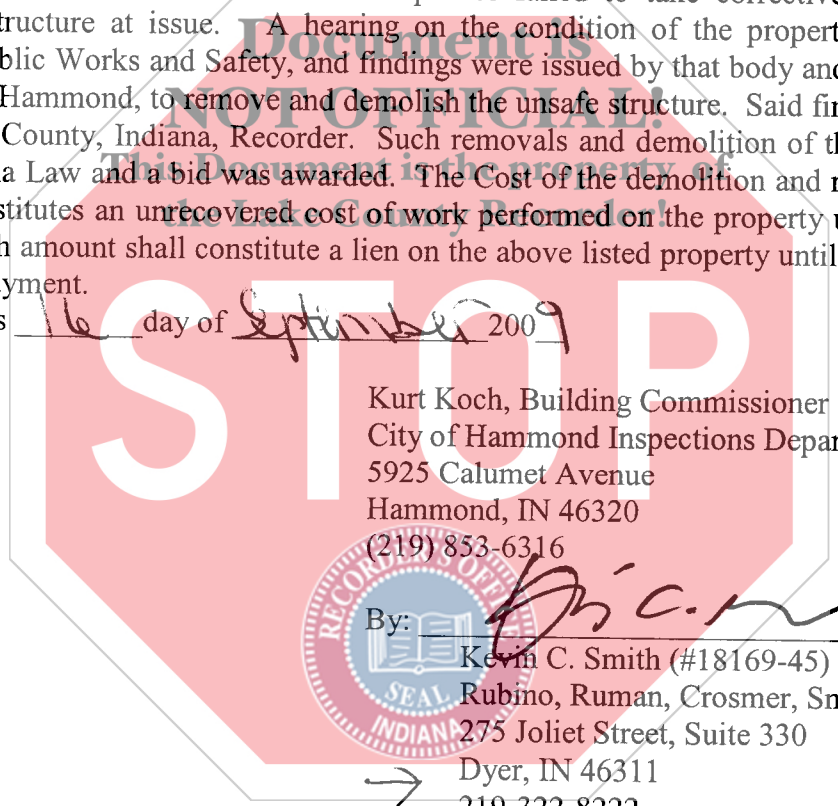 tructure at issue. A hearing on the condition of the propert
blic Works and Safety, and findings were issued by that body and
Hammond, to remove and demolish the unsafe structure. Said fin
County, Indiana, Recorder. Such removals and demolition of th
a Law and a bid was awarded. The Cost of the demolition and r
stitutes an unrecovered cost of work performed on the property u
h amount shall constitute a lien on the above listed property until
yment.
s 16 day of September 2009
Document is
NOT OFFICIAL!
This Document is the property of
the Lake County Recorder!
STOP
Kurt Koch, Building Commissioner
City of Hammond Inspections Depar
5925 Calumet Avenue
Hammond, IN 46320
(219) 853-6316
By:
Kevin C. Smith (#18169-45)
Rubino, Ruman, Crosmer, Sm
275 Joliet Street, Suite 330
Dyer, IN 46311
219-322-8222
RECORDER'S OFFICE
SEAL
INDIANA